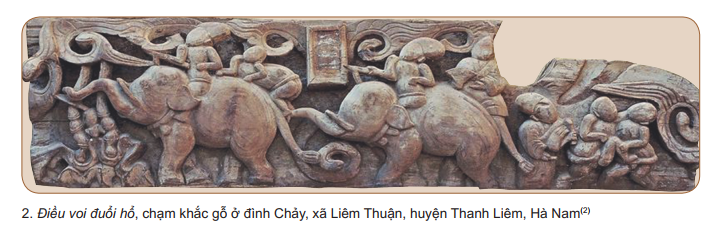 2. Điều voi đuổi hổ, chạm khắc gỗ ở đình Chảy, xã Liêm Thuận, huyện Thanh Liêm, Hà Nam(2)